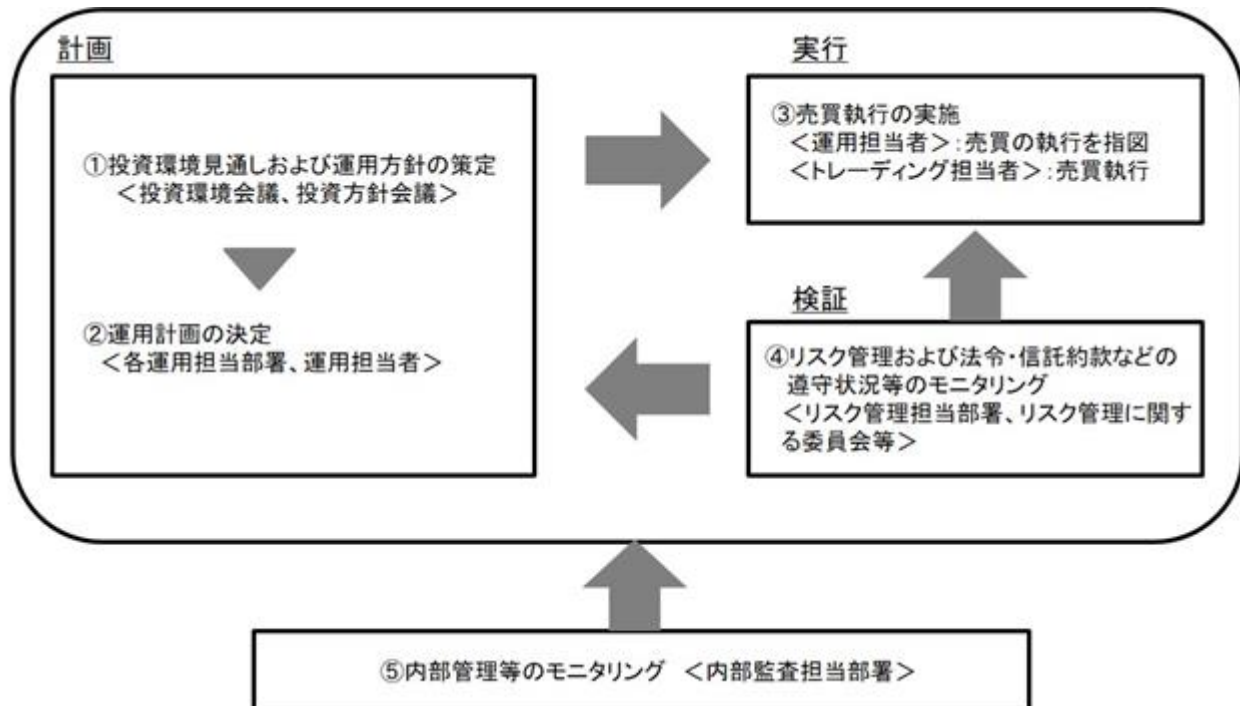 計画
①投資環境見通しおよび運用方針の策定
＜投資環境会議、投資方針会議＞
②運用計画の決定
＜各運用担当部署、運用担当者＞
実行
③売買執行の実施
＜運用担当者＞：売買の執行を指図
＜トレーディング担当者＞：売買執行
検証
④リスク管理および法令・信託約款などの
遵守状況等のモニタリング
＜リスク管理担当部署、リスク管理に関す
る委員会等＞
⑤内部管理等のモニタリング　＜内部監査担当部署＞